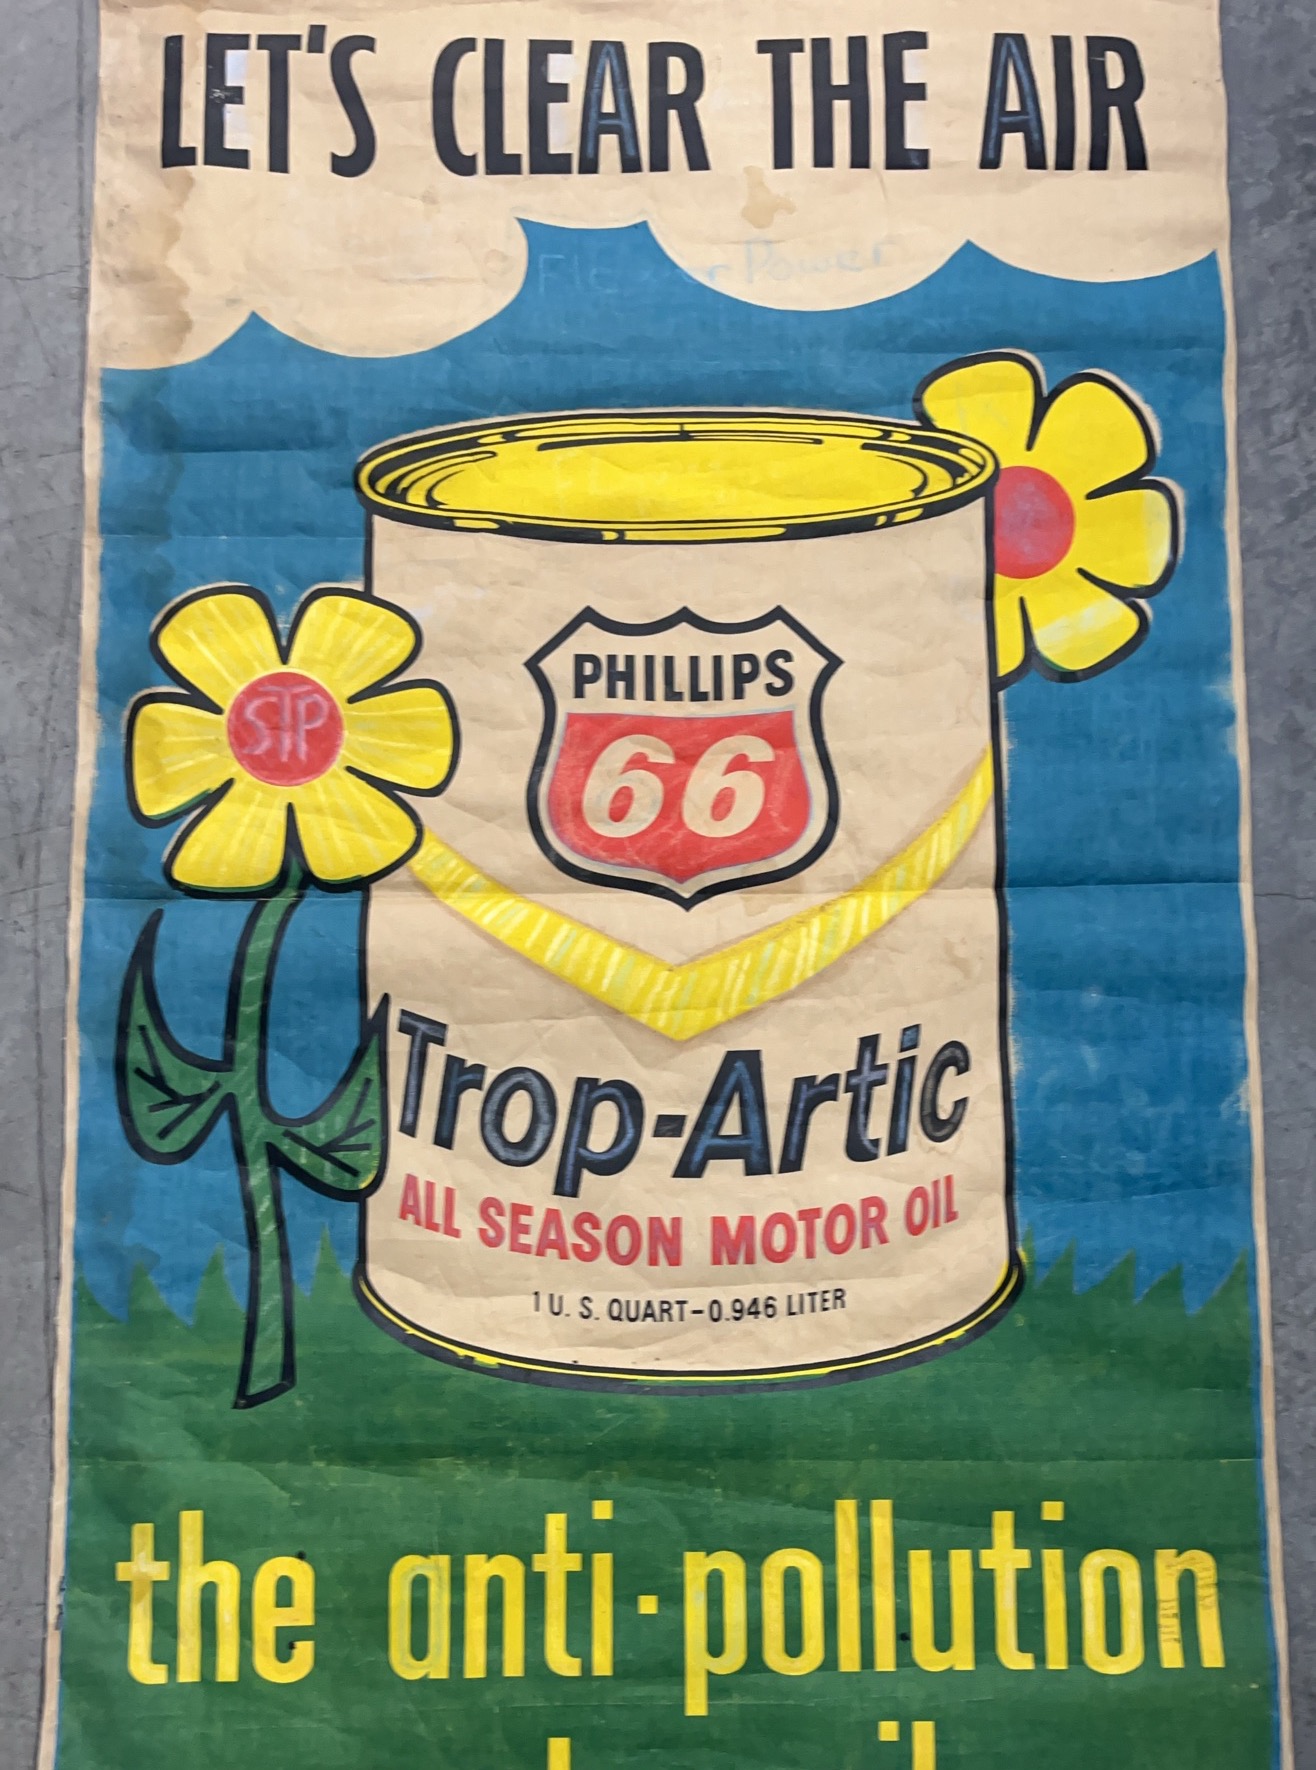 LET'S CLEAR THE AIR
Power
PHILLIPS
66
STP
Trop-Artic
ALL SEASON MOTOR OIL
1 U. S. QUART-0.946 LITER
the anti-pollution